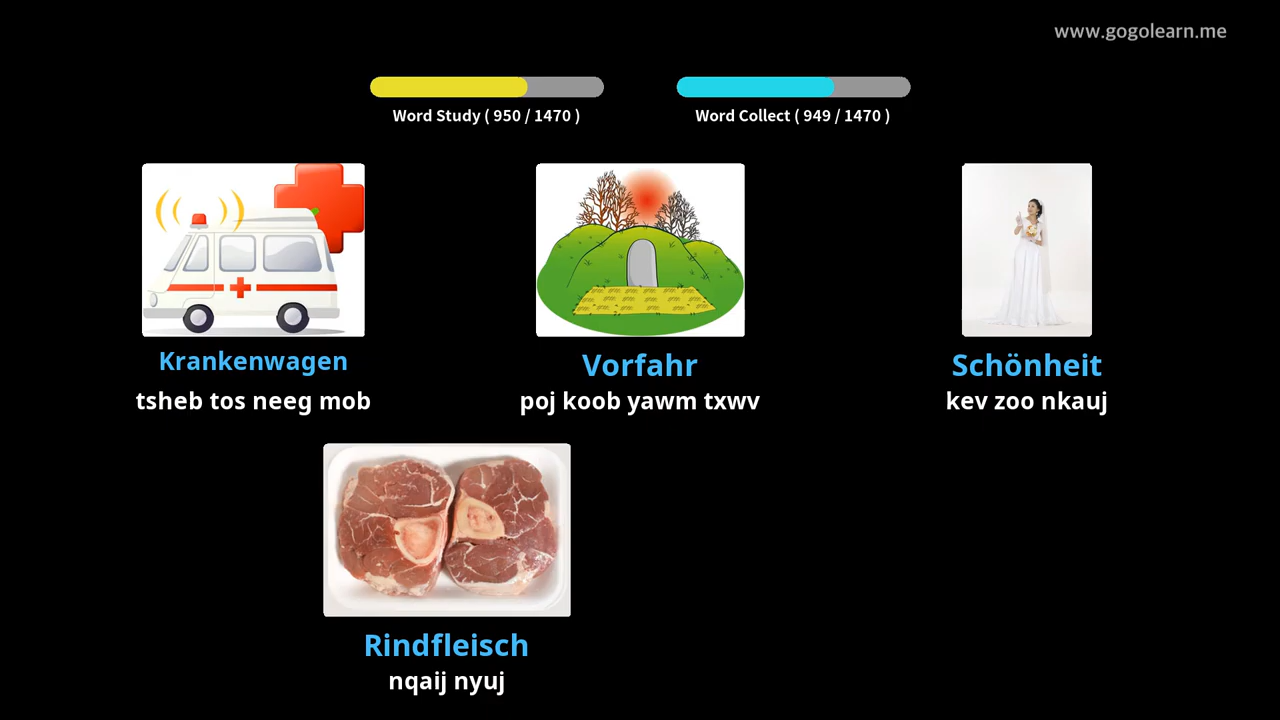 www.gogolearn.me
Word Study ( 950 / 1470 )
Word Collect ( 949 / 1470 )
Krankenwagen
tsheb tos neeg mob
Vorfahr
poj koob yawm txwv
Schönheit
kev zoo nkauj
Rindfleisch
nqaij nyuj